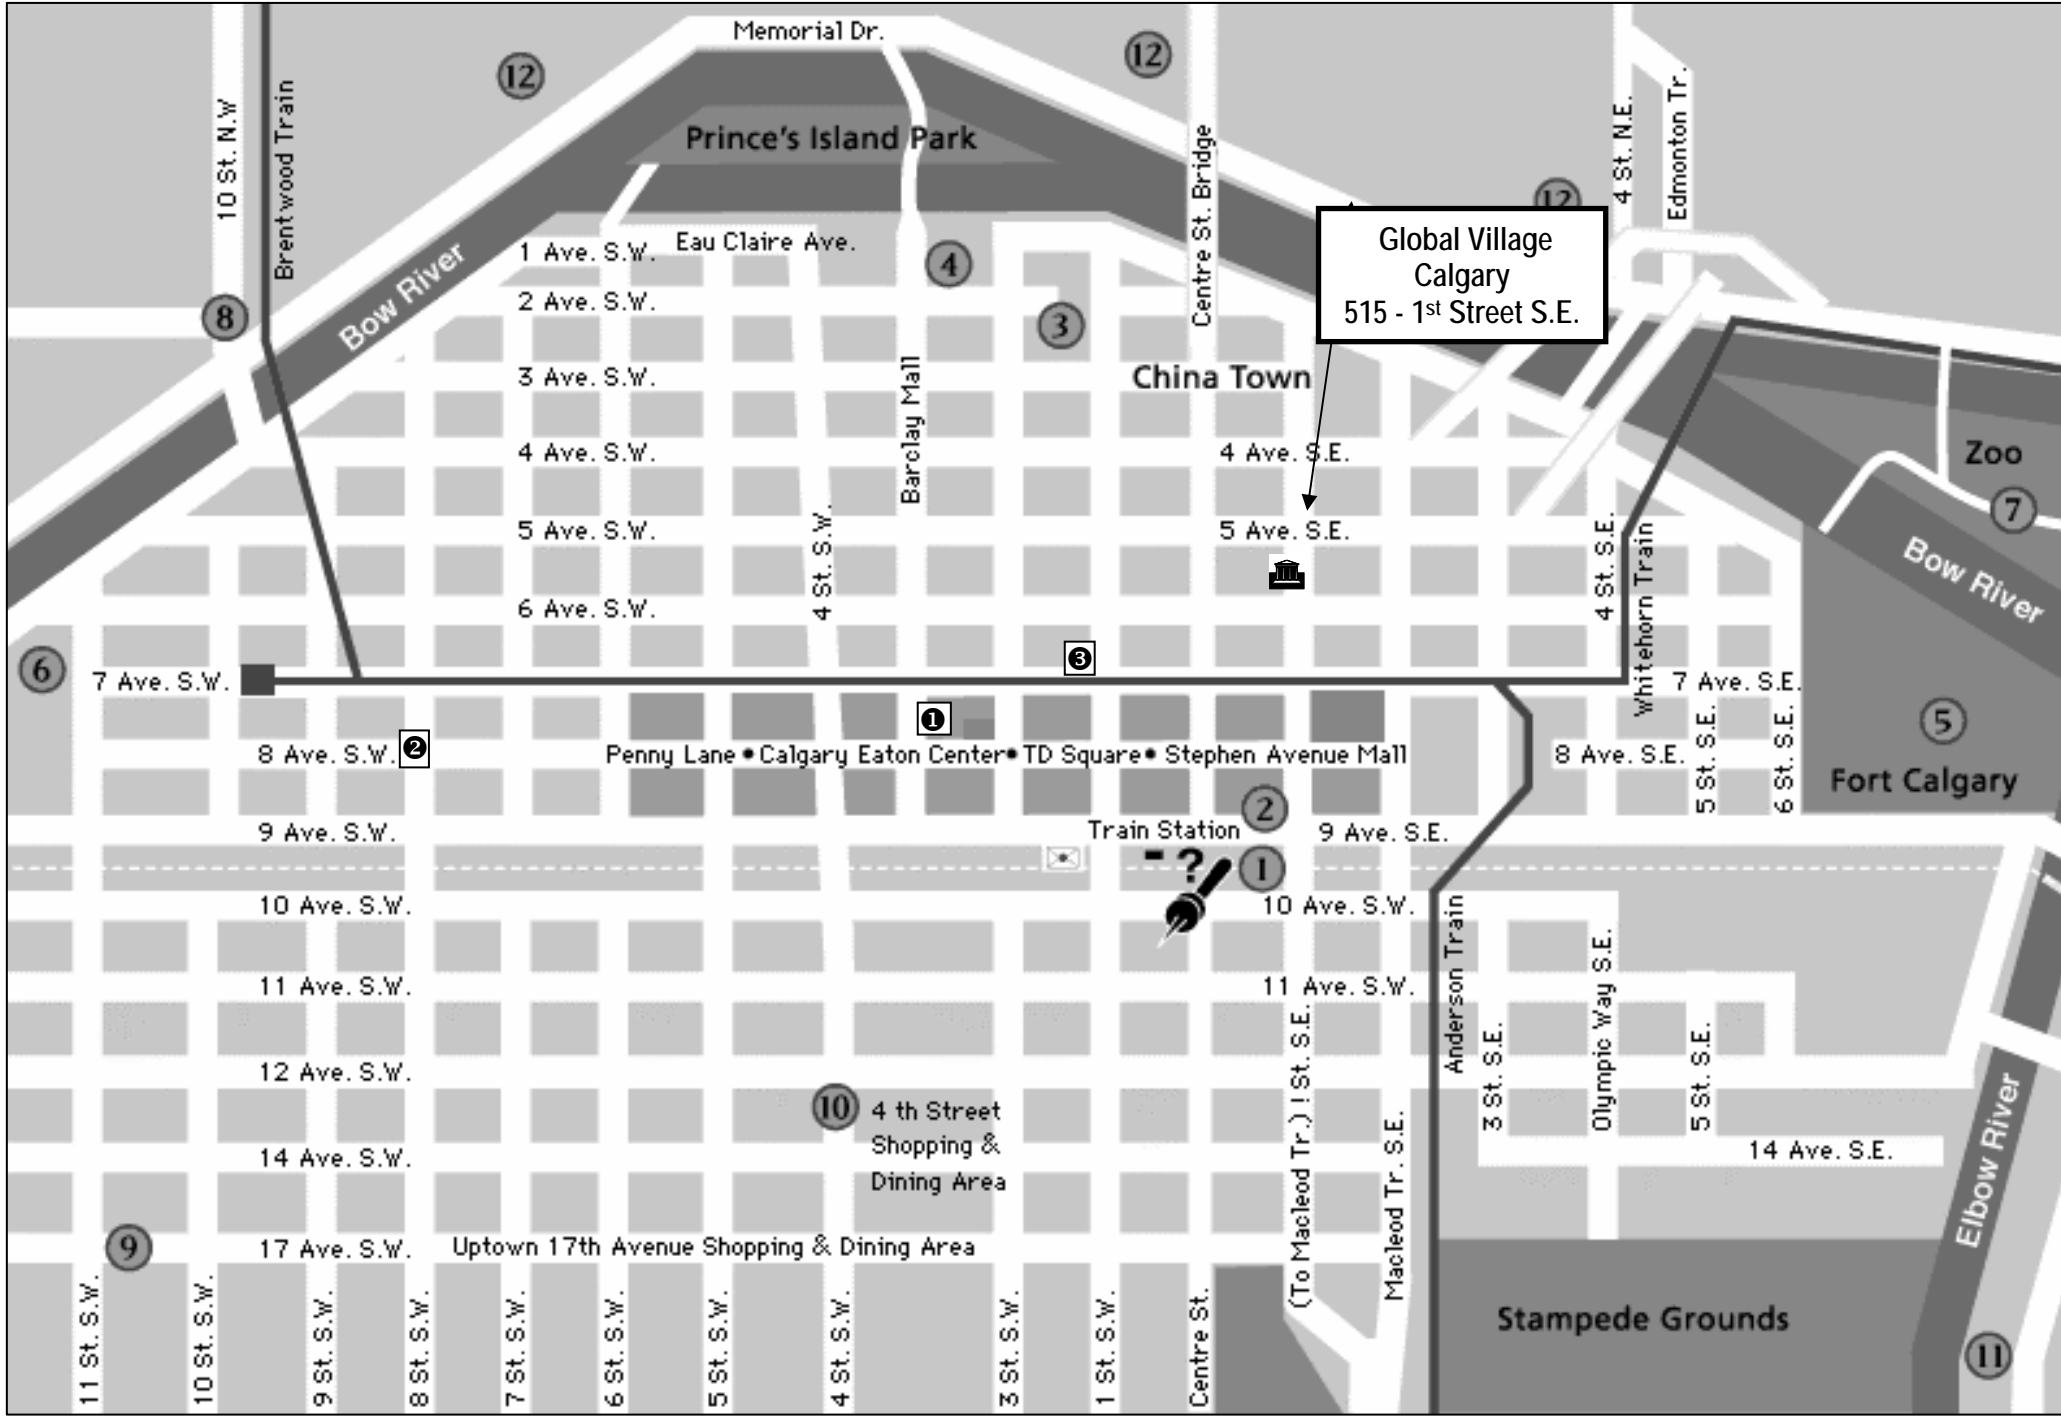 Memorial Dr.
12
12
12
10 St. N.W
Brentwood Train
Prince's Island Park
Centre St. Bridge
4 St. N.E.
Edmonton Tr.
Global Village
Calgary
515 - 1st Street S.E.
Bow River
1 Ave. S.W.
Eau Claire Ave.
4
8
2 Ave. S.W.
3
3 Ave. S.W.
Barclay Mall
China Town
4 Ave. S.W.
4 Ave. S.E.
Zoo
7
5 Ave. S.W.
4 St. S.W.
5 Ave. S.E.
4 St. S.E.
Whitehorn Train
Bow River
6 Ave. S.W.
6
3
7 Ave. S.W.
7 Ave. S.E.
5 St. S.E.
6 St. S.E.
5
Fort Calgary
1
2
8 Ave. S.W.
Penny Lane • Calgary Eaton Center • TD Square • Stephen Avenue Mall
8 Ave. S.E.
2
9 Ave. S.W.
Train Station
9 Ave. S.E.
?
1
10 Ave. S.W.
10 Ave. S.W.
Anderson Train
Olympic Way S.E.
11 Ave. S.W.
11 Ave. S.W.
3 St. S.E.
5 St. S.E.
12 Ave. S.W.
10
4 th Street
Shopping &
Dining Area
(To Macleod Tr.) 1 St. S.E.
Macleod Tr. S.E.
14 Ave. S.W.
14 Ave. S.E.
Elbow River
9
17 Ave. S.W.
Uptown 17th Avenue Shopping & Dining Area
11 St. S.W.
10 St. S.W.
9 St. S.W.
8 St. S.W.
7 St. S.W.
6 St. S.W.
5 St. S.W.
4 St. S.W.
3 St. S.W.
1 St. S.W.
Centre St.
Stampede Grounds
11